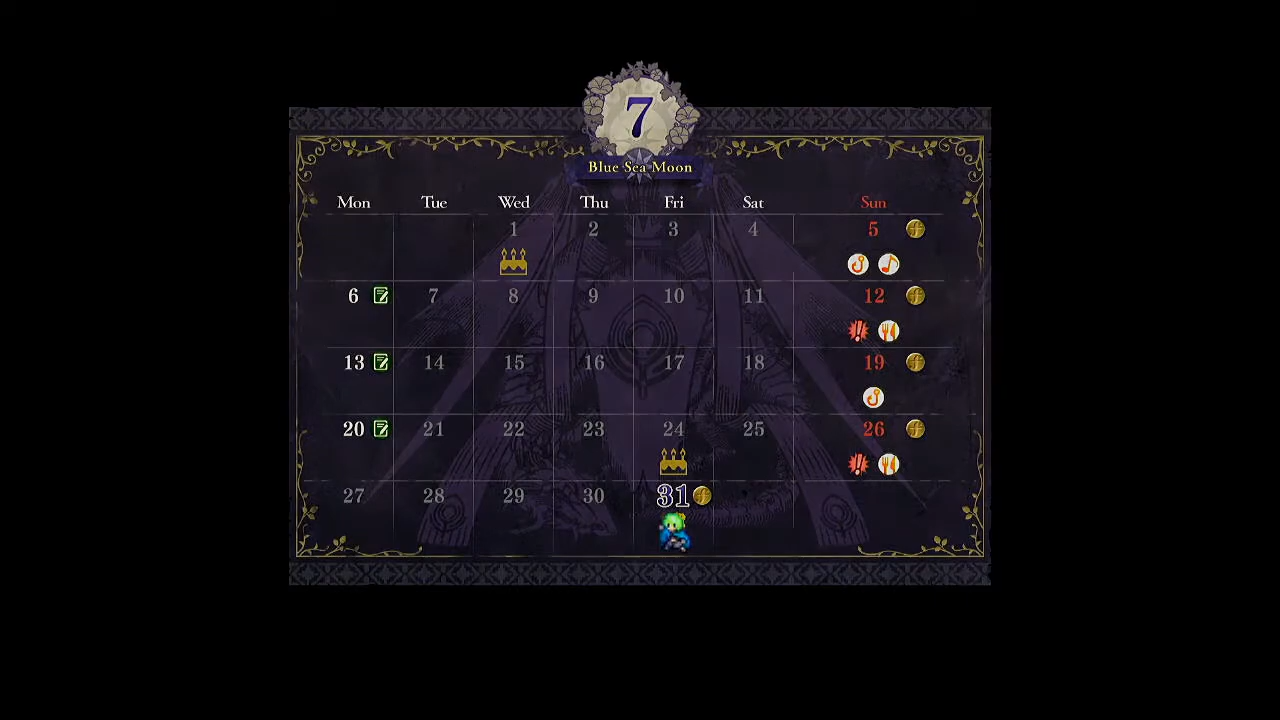 7
Blue Sea Moon
Mon Tue Wed Thu Fri Sat Sun
1 2 3 4 5
6 7 8 9 10 11 12
13 14 15 16 17 18 19
20 21 22 23 24 25 26
27 28 29 30 31